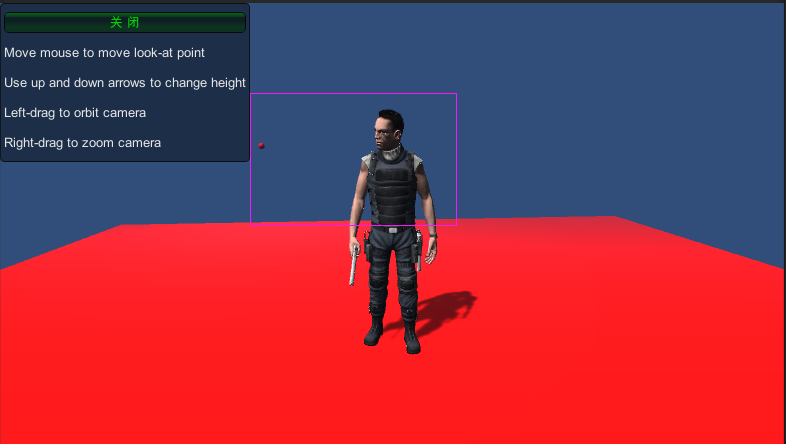 关 闭
Move mouse to move look-at point
Use up and down arrows to change height
Left-drag to orbit camera
Right-drag to zoom camera